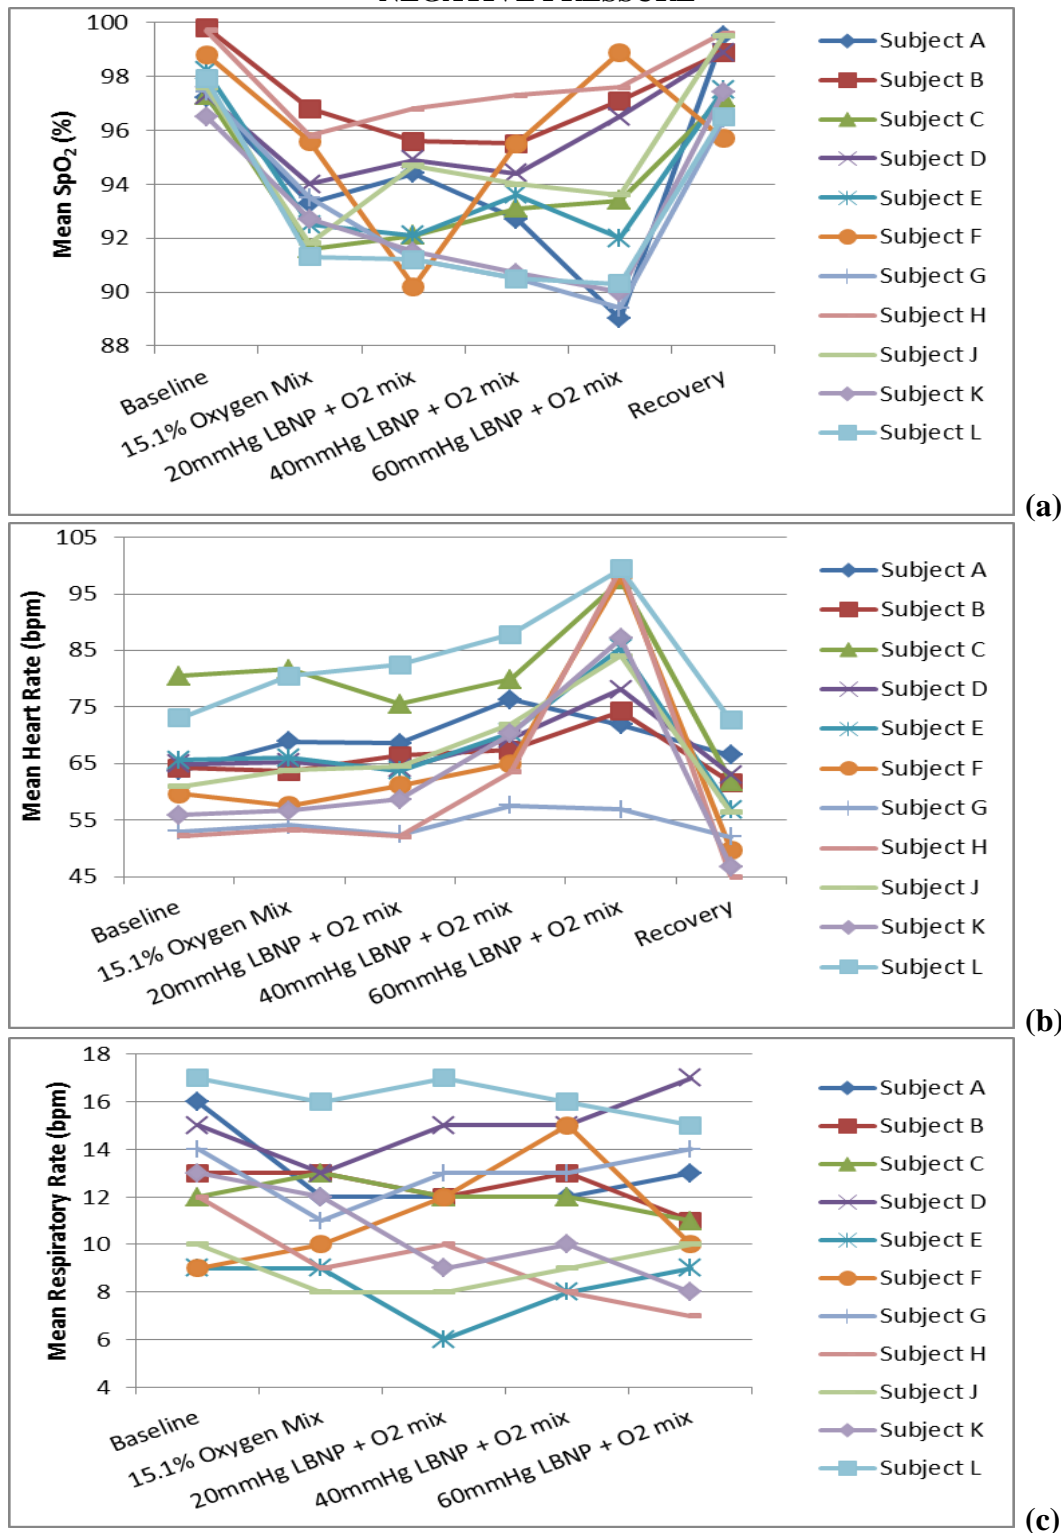 NEGATIVE PRESSURE
100
98
96
94
92
90
88
Mean SpO2 (%)
Baseline
15.1% Oxygen Mix
20mmHg LBNP + O2 mix
40mmHg LBNP + O2 mix
60mmHg LBNP + O2 mix
Recovery
Subject A
Subject B
Subject C
Subject D
Subject E
Subject F
Subject G
Subject H
Subject J
Subject K
Subject L
(a)
105
95
85
75
65
55
45
Mean Heart Rate (bpm)
Baseline
15.1% Oxygen Mix
20mmHg LBNP + O2 mix
40mmHg LBNP + O2 mix
60mmHg LBNP + O2 mix
Recovery
Subject A
Subject B
Subject C
Subject D
Subject E
Subject F
Subject G
Subject H
Subject J
Subject K
Subject L
(b)
18
16
14
12
10
8
6
4
Mean Respiratory Rate (bpm)
Baseline
15.1% Oxygen Mix
20mmHg LBNP + O2 mix
40mmHg LBNP + O2 mix
60mmHg LBNP + O2 mix
Subject A
Subject B
Subject C
Subject D
Subject E
Subject F
Subject G
Subject H
Subject J
Subject K
Subject L
(c)